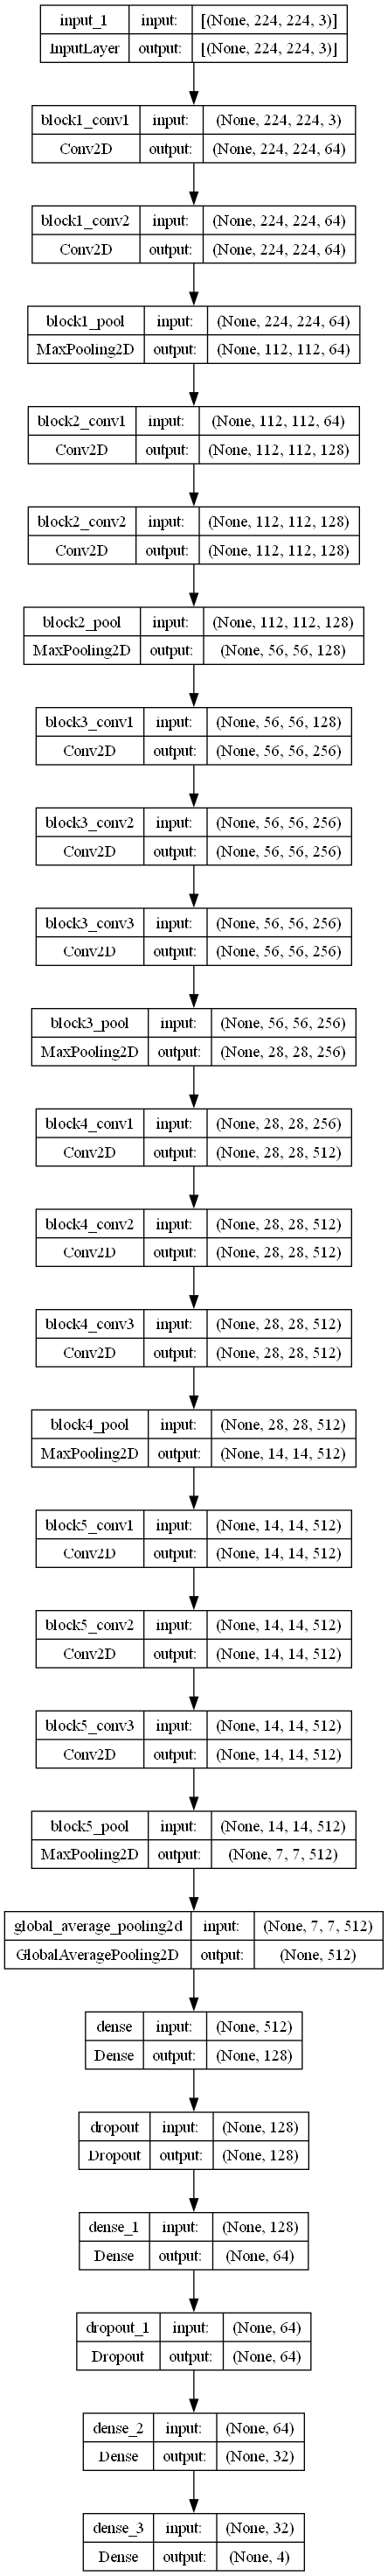 input_1 input: [(None, 224, 224, 3)]
InputLayer output: [(None, 224, 224, 3)]
block1_conv1 input: (None, 224, 224, 3)
Conv2D output: (None, 224, 224, 64)
block1_conv2 input: (None, 224, 224, 64)
Conv2D output: (None, 224, 224, 64)
block1_pool input: (None, 224, 224, 64)
MaxPooling2D output: (None, 112, 112, 64)
block2_conv1 input: (None, 112, 112, 64)
Conv2D output: (None, 112, 112, 128)
block2_conv2 input: (None, 112, 112, 128)
Conv2D output: (None, 112, 112, 128)
block2_pool input: (None, 112, 112, 128)
MaxPooling2D output: (None, 56, 56, 128)
block3_conv1 input: (None, 56, 56, 128)
Conv2D output: (None, 56, 56, 256)
block3_conv2 input: (None, 56, 56, 256)
Conv2D output: (None, 56, 56, 256)
block3_conv3 input: (None, 56, 56, 256)
Conv2D output: (None, 56, 56, 256)
block3_pool input: (None, 56, 56, 256)
MaxPooling2D output: (None, 28, 28, 256)
block4_conv1 input: (None, 28, 28, 256)
Conv2D output: (None, 28, 28, 512)
block4_conv2 input: (None, 28, 28, 512)
Conv2D output: (None, 28, 28, 512)
block4_conv3 input: (None, 28, 28, 512)
Conv2D output: (None, 28, 28, 512)
block4_pool input: (None, 28, 28, 512)
MaxPooling2D output: (None, 14, 14, 512)
block5_conv1 input: (None, 14, 14, 512)
Conv2D output: (None, 14, 14, 512)
block5_conv2 input: (None, 14, 14, 512)
Conv2D output: (None, 14, 14, 512)
block5_conv3 input: (None, 14, 14, 512)
Conv2D output: (None, 14, 14, 512)
block5_pool input: (None, 14, 14, 512)
MaxPooling2D output: (None, 7, 7, 512)
global_average_pooling2d input: (None, 7, 7, 512)
GlobalAveragePooling2D output: (None, 512)
dense input: (None, 512)
Dense output: (None, 128)
dropout input: (None, 128)
Dropout output: (None, 128)
dense_1 input: (None, 128)
Dense output: (None, 64)
dropout_1 input: (None, 64)
Dropout output: (None, 64)
dense_2 input: (None, 64)
Dense output: (None, 32)
dense_3 input: (None, 32)
Dense output: (None, 4)